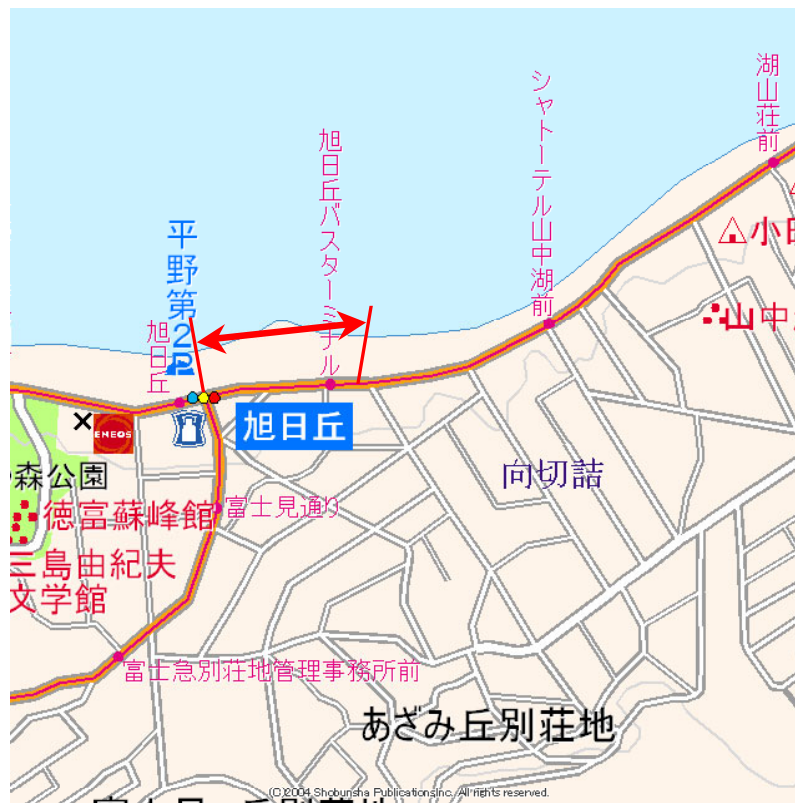 湖山荘前
シャトーテル山中湖前
旭日丘バスターミナル
平野第2
P
旭日丘
小田
山中
ENEOS
旭日丘
森公園
向切詰
徳富蘇峰館
富士見通り
三島由紀夫
文学館
富士急別荘地管理事務所前
あざみ丘別荘地
(C)2004 Shobunsha Publications,Inc. All rights reserved.